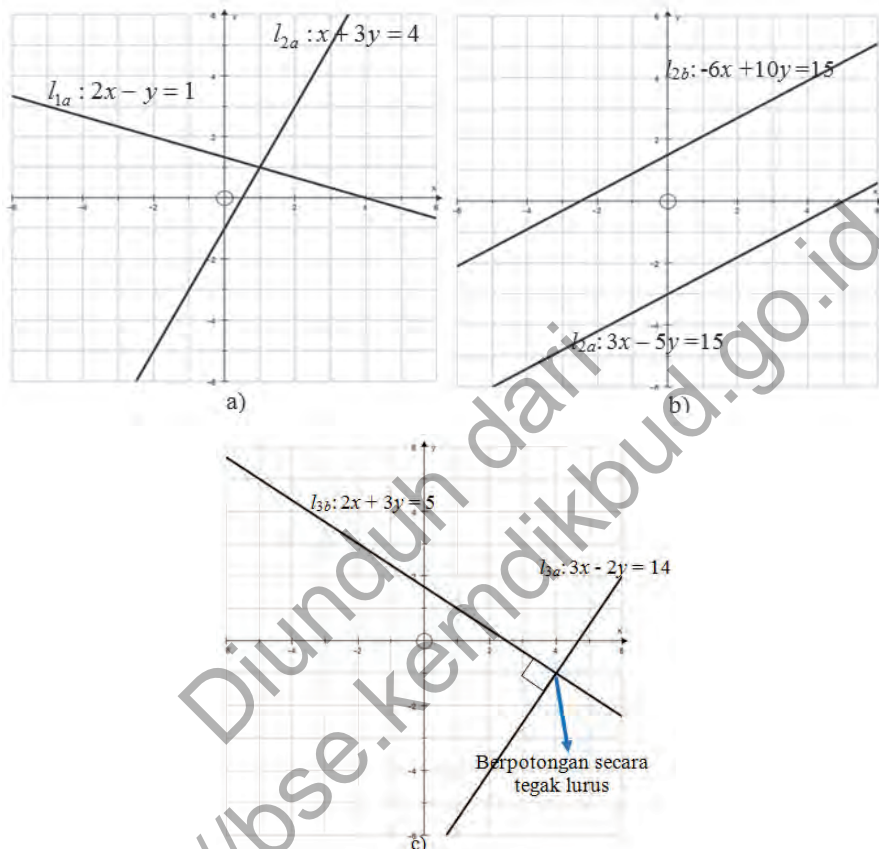 l₂ₐ : x + 3y = 4
l₁ₐ : 2x − y = 1
a)
l₂b: -6x +10y =15
l₂ₐ: 3x − 5y =15
b)
l₃b: 2x + 3y = 5
l₃ₐ: 3x - 2y = 14
Berpotongan secara
tegak lurus
c)
Diunduh dari
//bse.kemdikbud.go.id